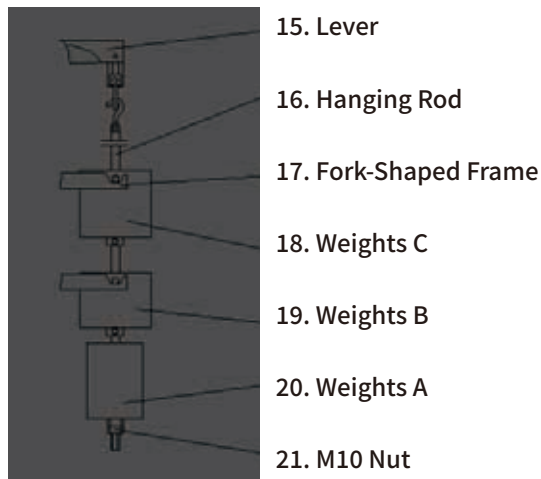 15. Lever
16. Hanging Rod
17. Fork-Shaped Frame
18. Weights C
19. Weights B
20. Weights A
21. M10 Nut